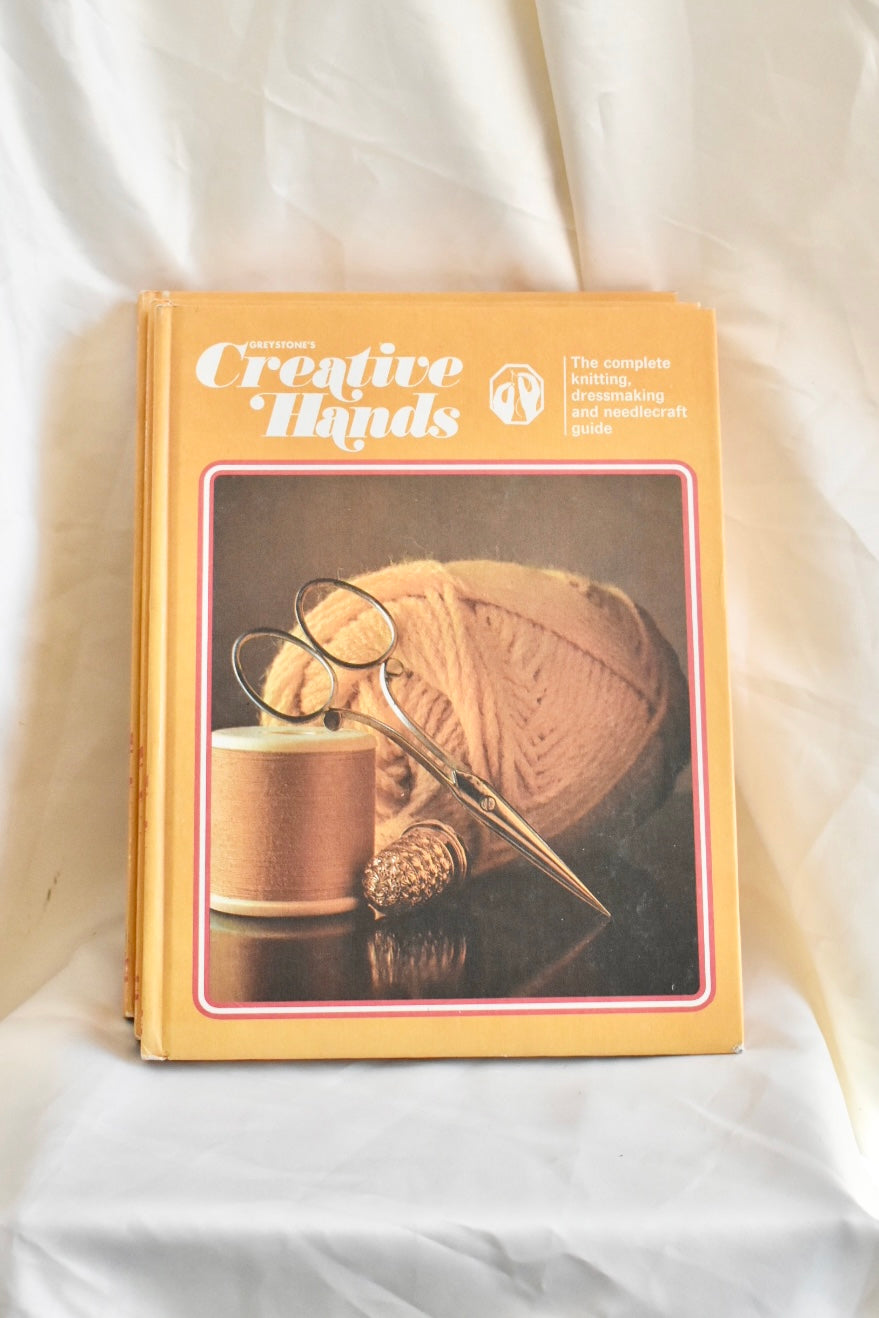 GREYSTONE'S
Creative
Hands
The complete
knitting,
dressmaking
and needlecraft
guide